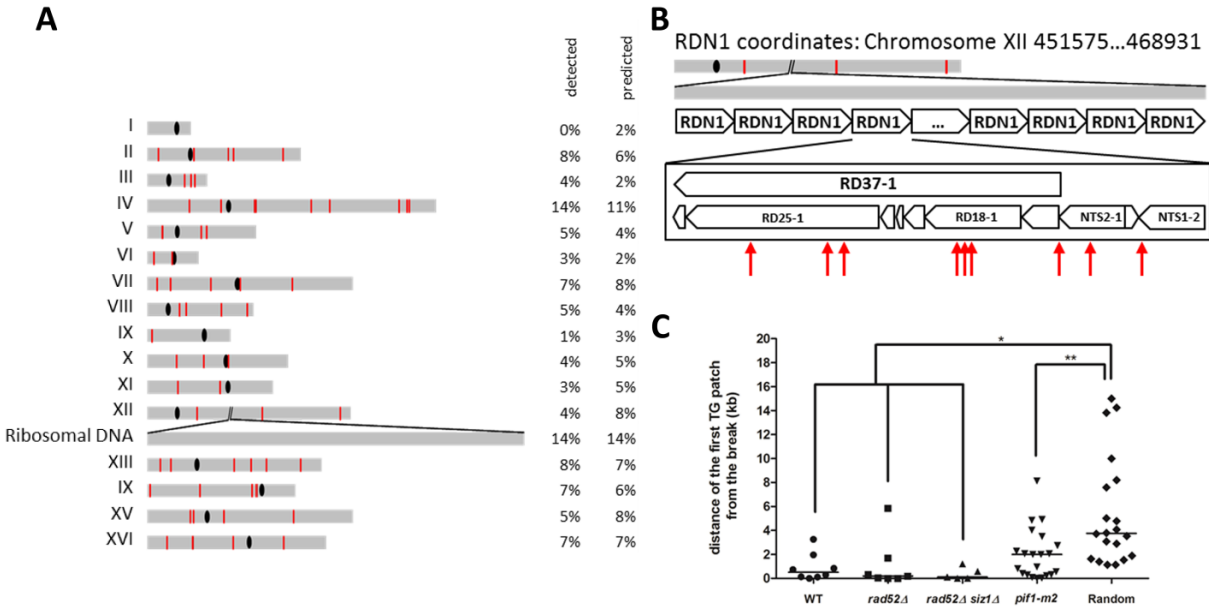 A
detected
predicted
I 0% 2%
II 8% 6%
III 4% 2%
IV 14% 11%
V 5% 4%
VI 3% 2%
VII 7% 8%
VIII 5% 4%
IX 1% 3%
X 4% 5%
XI 3% 5%
XII 4% 8%
Ribosomal DNA 14% 14%
XIII 8% 7%
IX 7% 6%
XV 5% 8%
XVI 7% 7%
B
RDN1 coordinates: Chromosome XII 451575...468931
RDN1 RDN1 RDN1 RDN1 ... RDN1 RDN1 RDN1 RDN1
RD37-1
RD25-1 RD18-1 NTS2-1 NTS1-2
C
distance of the first TG patch
from the break (kb)
20
18
16
14
12
10
8
6
4
2
0
*
**
WT rad52Δ rad52Δ siz1Δ pif1-m2 Random